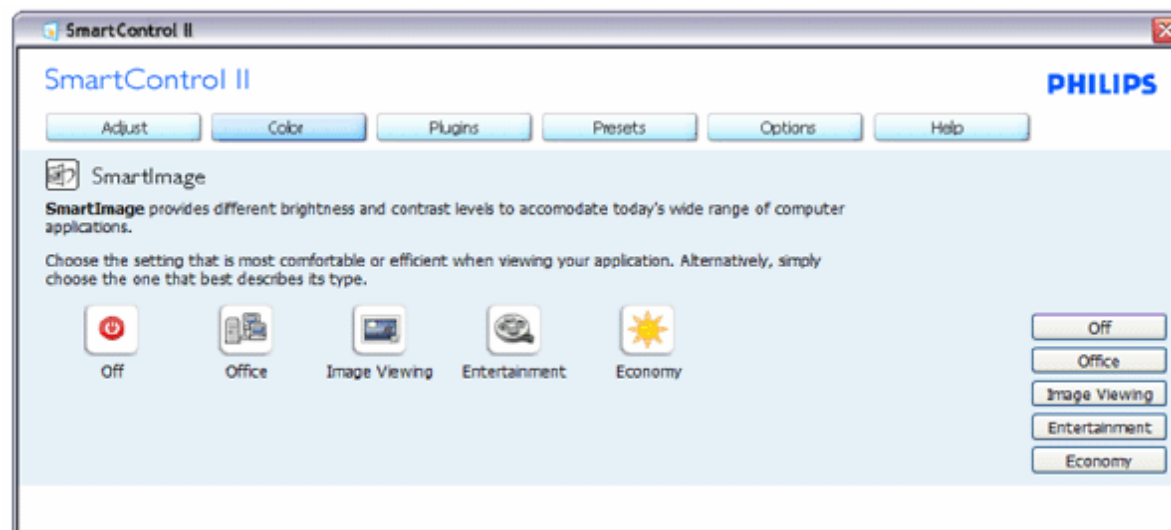 SmartControl II
SmartControl II
PHILIPS
Adjust Color Plugins Presets Options Help
SmartImage
SmartImage provides different brightness and contrast levels to accomodate today's wide range of computer
applications.
Choose the setting that is most comfortable or efficient when viewing your application. Alternatively, simply
choose the one that best describes its type.
Off Office Image Viewing Entertainment Economy
Off
Office
Image Viewing
Entertainment
Economy